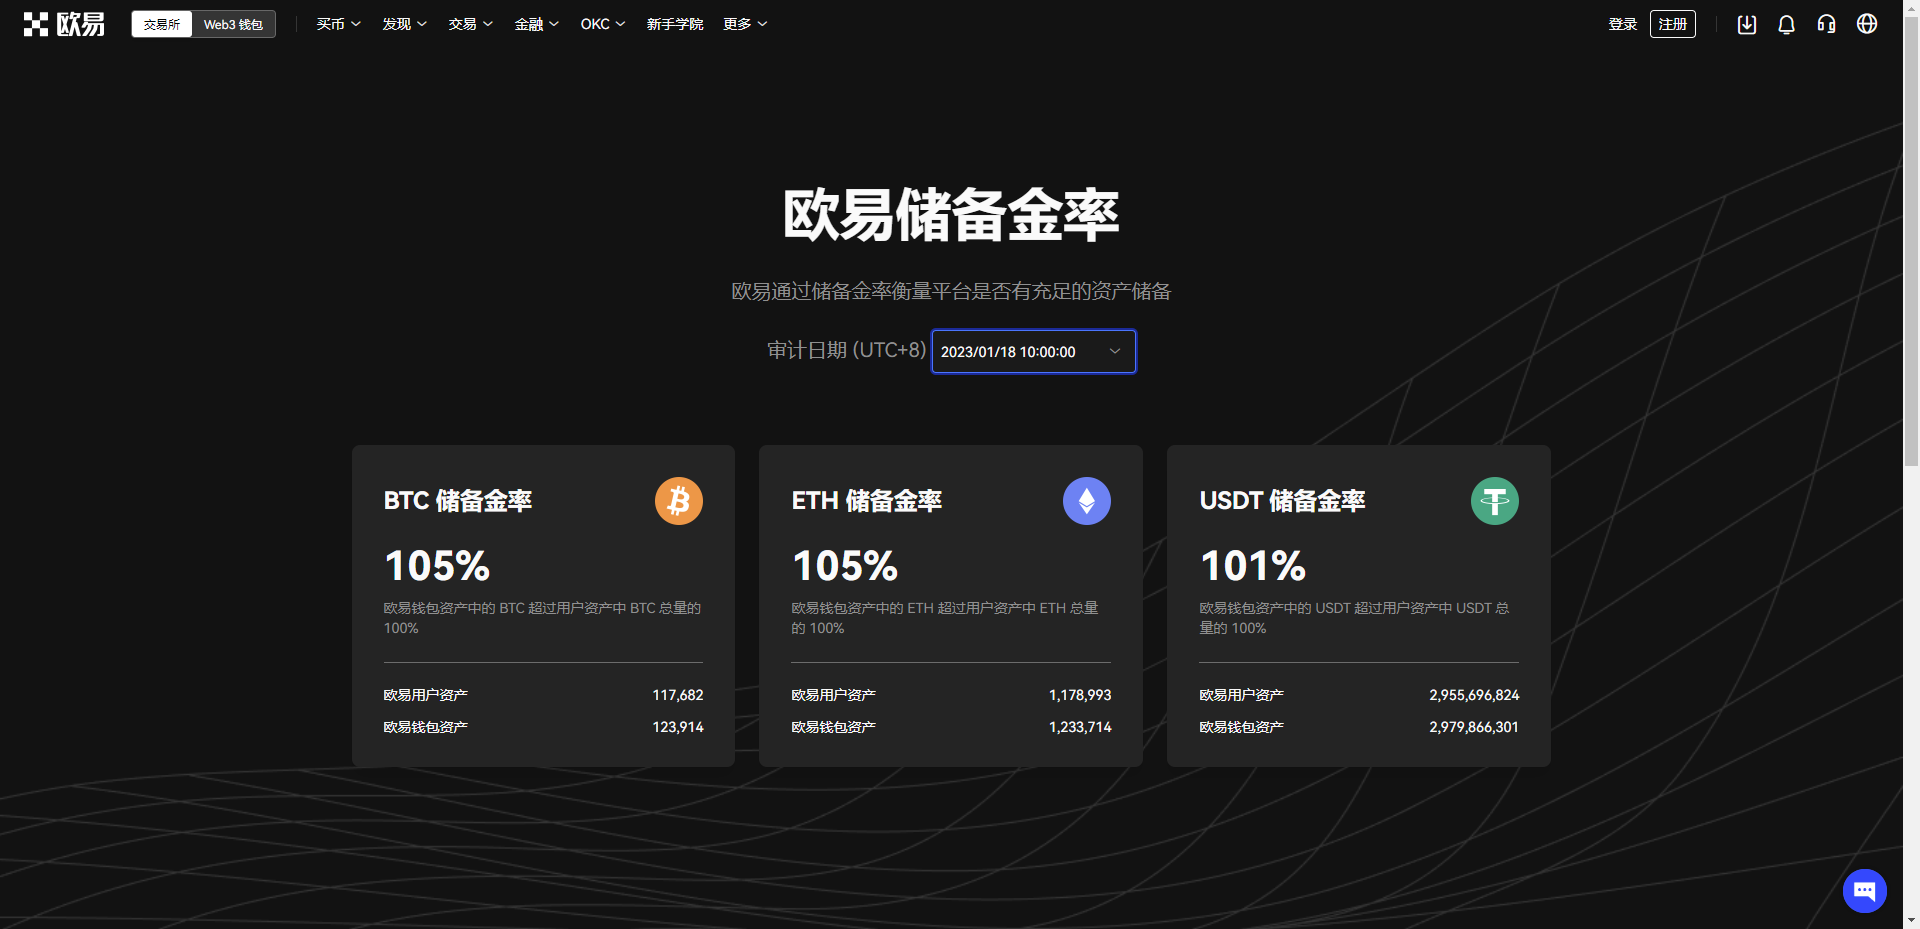 欧易 交易所 Web3 钱包 买币 发现 交易 金融 OKC 新手学院 更多 登录 注册
欧易储备金率
欧易通过储备金率衡量平台是否有充足的资产储备
审计日期 (UTC+8) 2023/01/18 10:00:00
BTC 储备金率
105%
欧易钱包资产中的 BTC 超过用户资产中 BTC 总量的
100%
欧易用户资产 117,682
欧易钱包资产 123,914
ETH 储备金率
105%
欧易钱包资产中的 ETH 超过用户资产中 ETH 总量
的 100%
欧易用户资产 1,178,993
欧易钱包资产 1,233,714
USDT 储备金率
101%
欧易钱包资产中的 USDT 超过用户资产中 USDT 总
量的 100%
欧易用户资产 2,955,696,824
欧易钱包资产 2,979,866,301